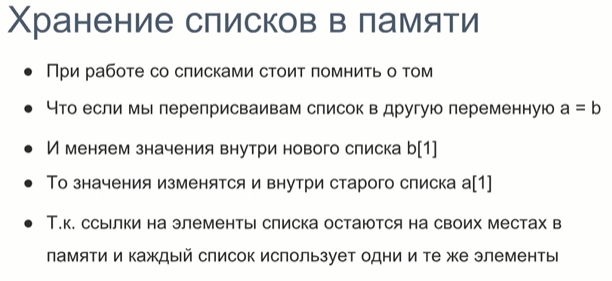 Хранение списков в памяти
● При работе со списками стоит помнить о том
● Что если мы переприсваивам список в другую переменную a = b
● И меняем значения внутри нового списка b[1]
● То значения изменятся и внутри старого списка a[1]
● Т.к. ссылки на элементы списка остаются на своих местах в
памяти и каждый список использует одни и те же элементы